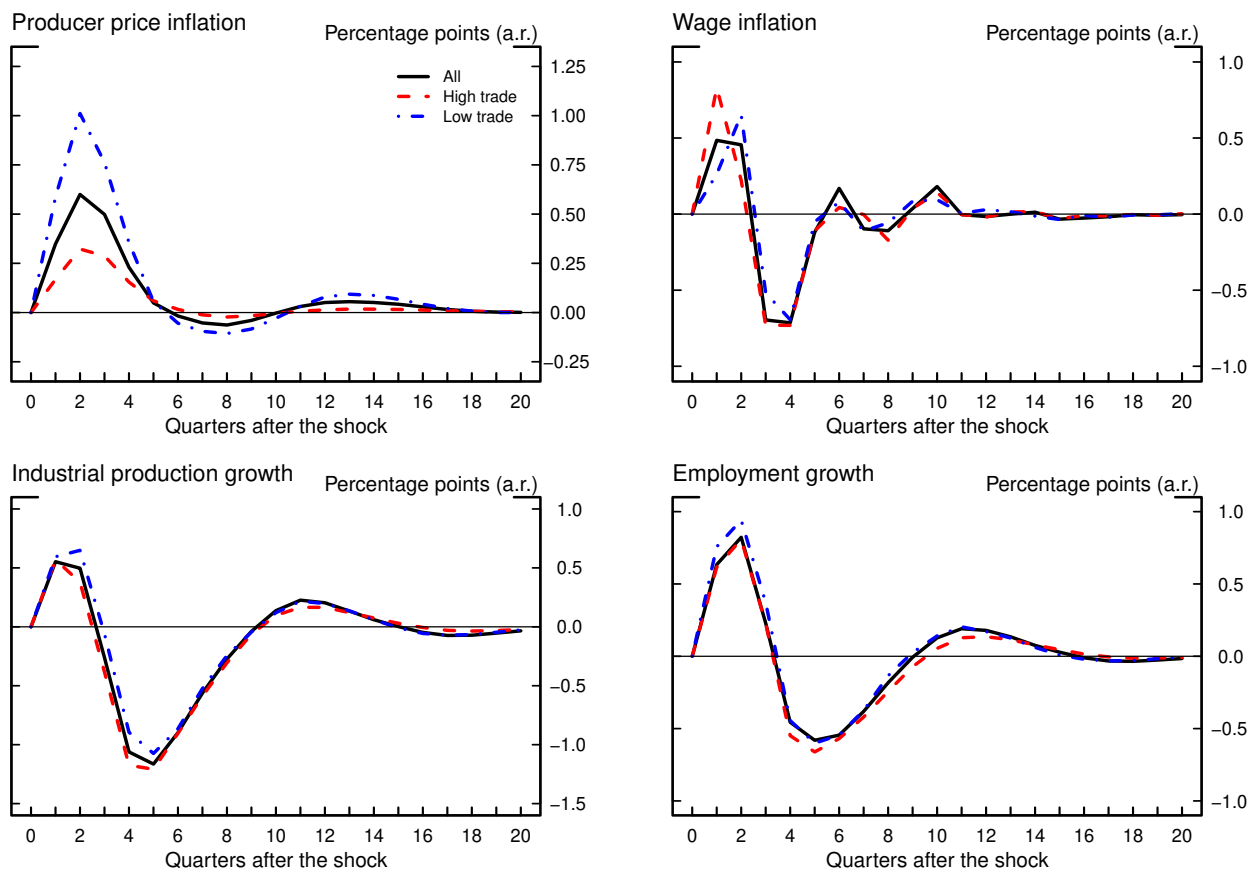 Producer price inflation
Percentage points (a.r.)
1.25
1.00
0.75
0.50
0.25
0.00
−0.25
All
High trade
Low trade
0 2 4 6 8 10 12 14 16 18 20
Quarters after the shock
Wage inflation
Percentage points (a.r.)
1.0
0.5
0.0
−0.5
−1.0
0 2 4 6 8 10 12 14 16 18 20
Quarters after the shock
Industrial production growth
Percentage points (a.r.)
1.0
0.5
0.0
−0.5
−1.0
−1.5
0 2 4 6 8 10 12 14 16 18 20
Quarters after the shock
Employment growth
Percentage points (a.r.)
1.0
0.5
0.0
−0.5
−1.0
0 2 4 6 8 10 12 14 16 18 20
Quarters after the shock